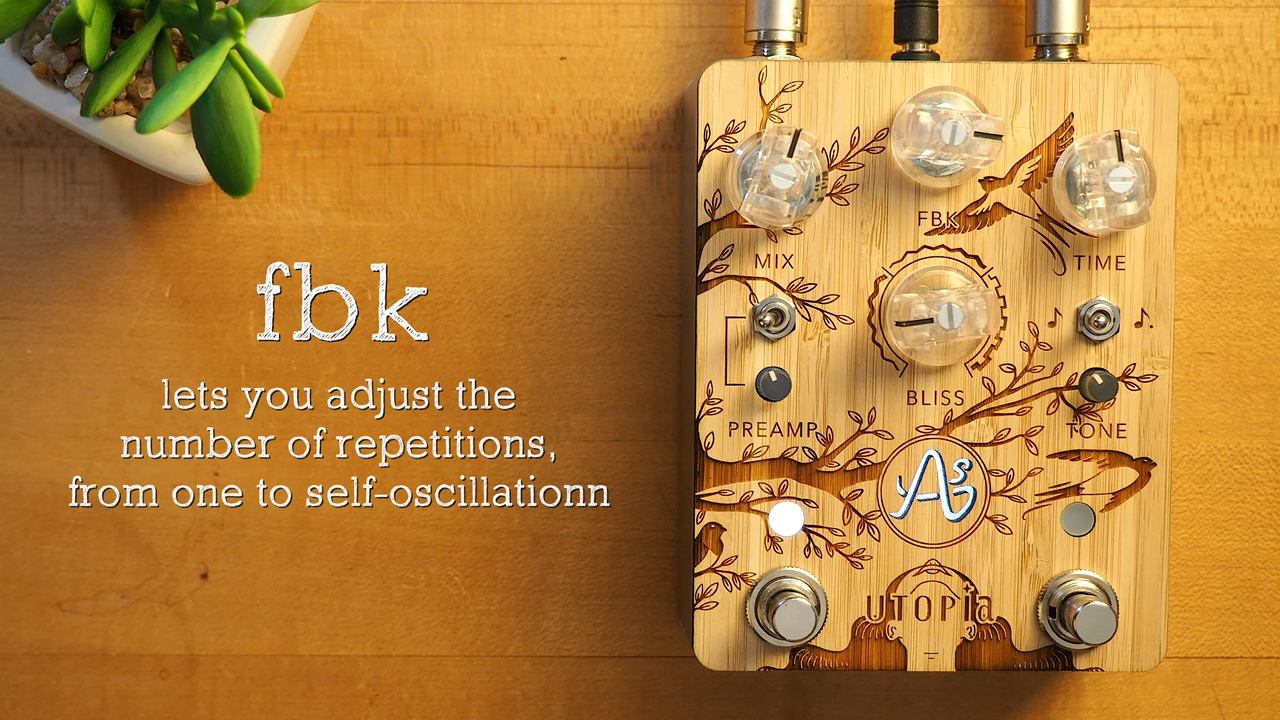 fbk
lets you adjust the
number of repetitions,
from one to self-oscillationn
FBK
MIX
TIME
BLISS
PREAMP
TONE
As
UTOPia